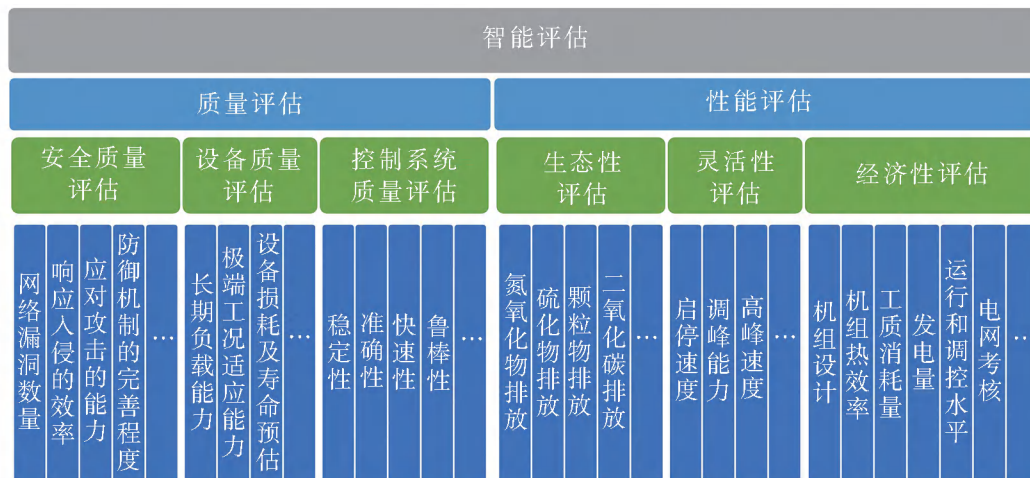 智能评估
质量评估
性能评估
安全质量
评估
设备质量
评估
控制系统
质量评估
生态性
评估
灵活性
评估
经济性评估
网络漏洞数量
响应入侵的效率
应对攻击的能力
防御机制的完善程度
…
长期负载能力
极端工况适应能力
设备损耗及寿命预估
…
稳定性
准确性
快速性
鲁棒性
…
氮氧化物排放
硫化物排放
颗粒物排放
二氧化碳排放
…
启停速度
调峰能力
高峰速度
…
机组设计
机组热效率
工质消耗量
发电量
运行和调控水平
电网考核
…